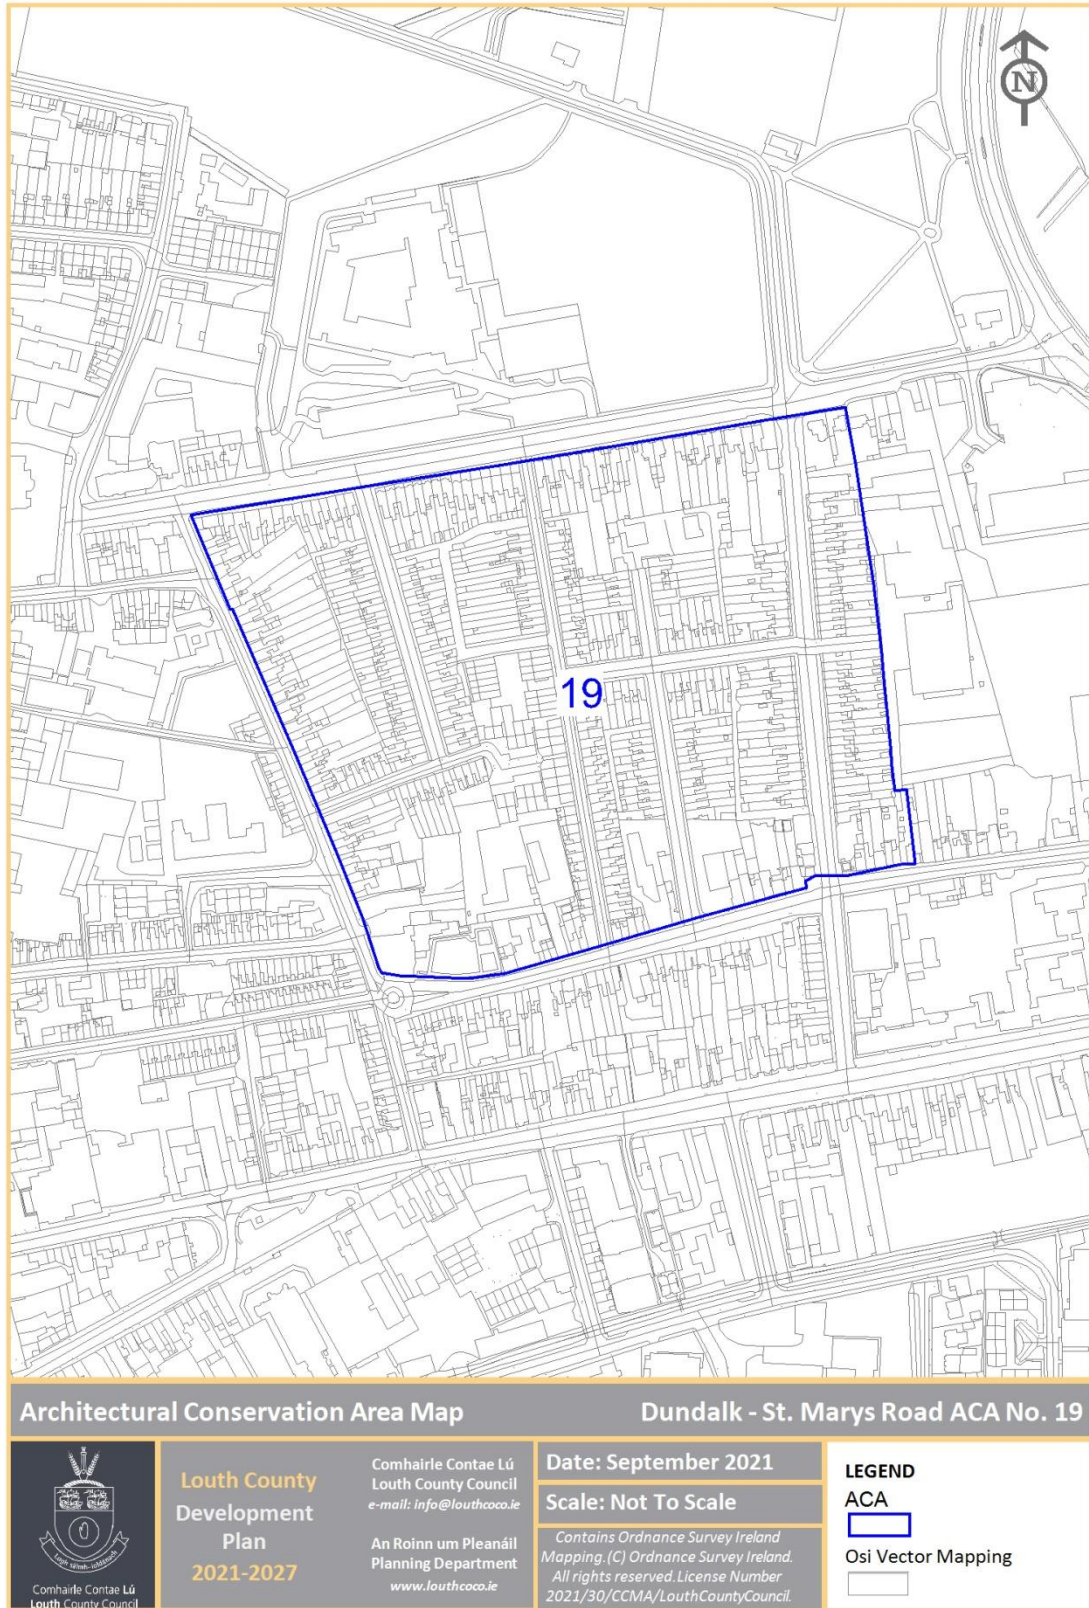 N
19
Architectural Conservation Area Map
Dundalk - St. Marys Road ACA No. 19
Comhairle Contae Lú
Louth County Council
Louth County
Development
Plan
2021-2027
Comhairle Contae Lú
Louth County Council
e-mail: info@louthcoco.ie
An Roinn um Pleanáil
Planning Department
www.louthcoco.ie
Date: September 2021
Scale: Not To Scale
Contains Ordnance Survey Ireland
Mapping.(C) Ordnance Survey Ireland.
All rights reserved.License Number
2021/30/CCMA/LouthCountyCouncil.
LEGEND
ACA
Osi Vector Mapping